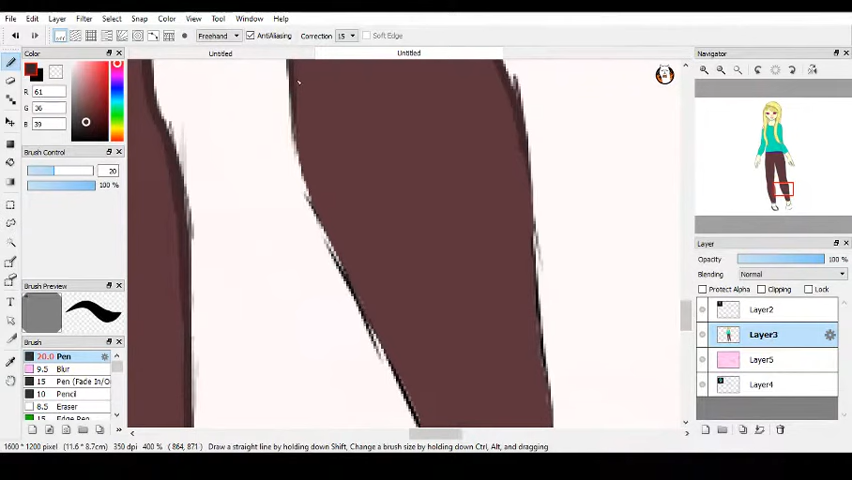 File Edit Layer Filter Select Snap Color View Tool Window Help
off Freehand AntiAliasing Correction 15 Soft Edge
Color Untitled Untitled Navigator
R 61
G 36
B 39
Brush Control
20
100 %
Layer
Opacity 100 %
Blending Normal
Protect Alpha Clipping Lock
Brush Preview
Layer2
Layer3
Layer5
Layer4
Brush
20.0 Pen
9.5 Blur
15 Pen (Fade In/O
10 Pencil
8.5 Eraser
15 Edge Pen
1600 * 1200 pixel (11.6 * 8.7cm) 350 dpi 400 % ( 864, 871 ) Draw a straight line by holding down Shift, Change a brush size by holding down Ctrl, Alt, and dragging